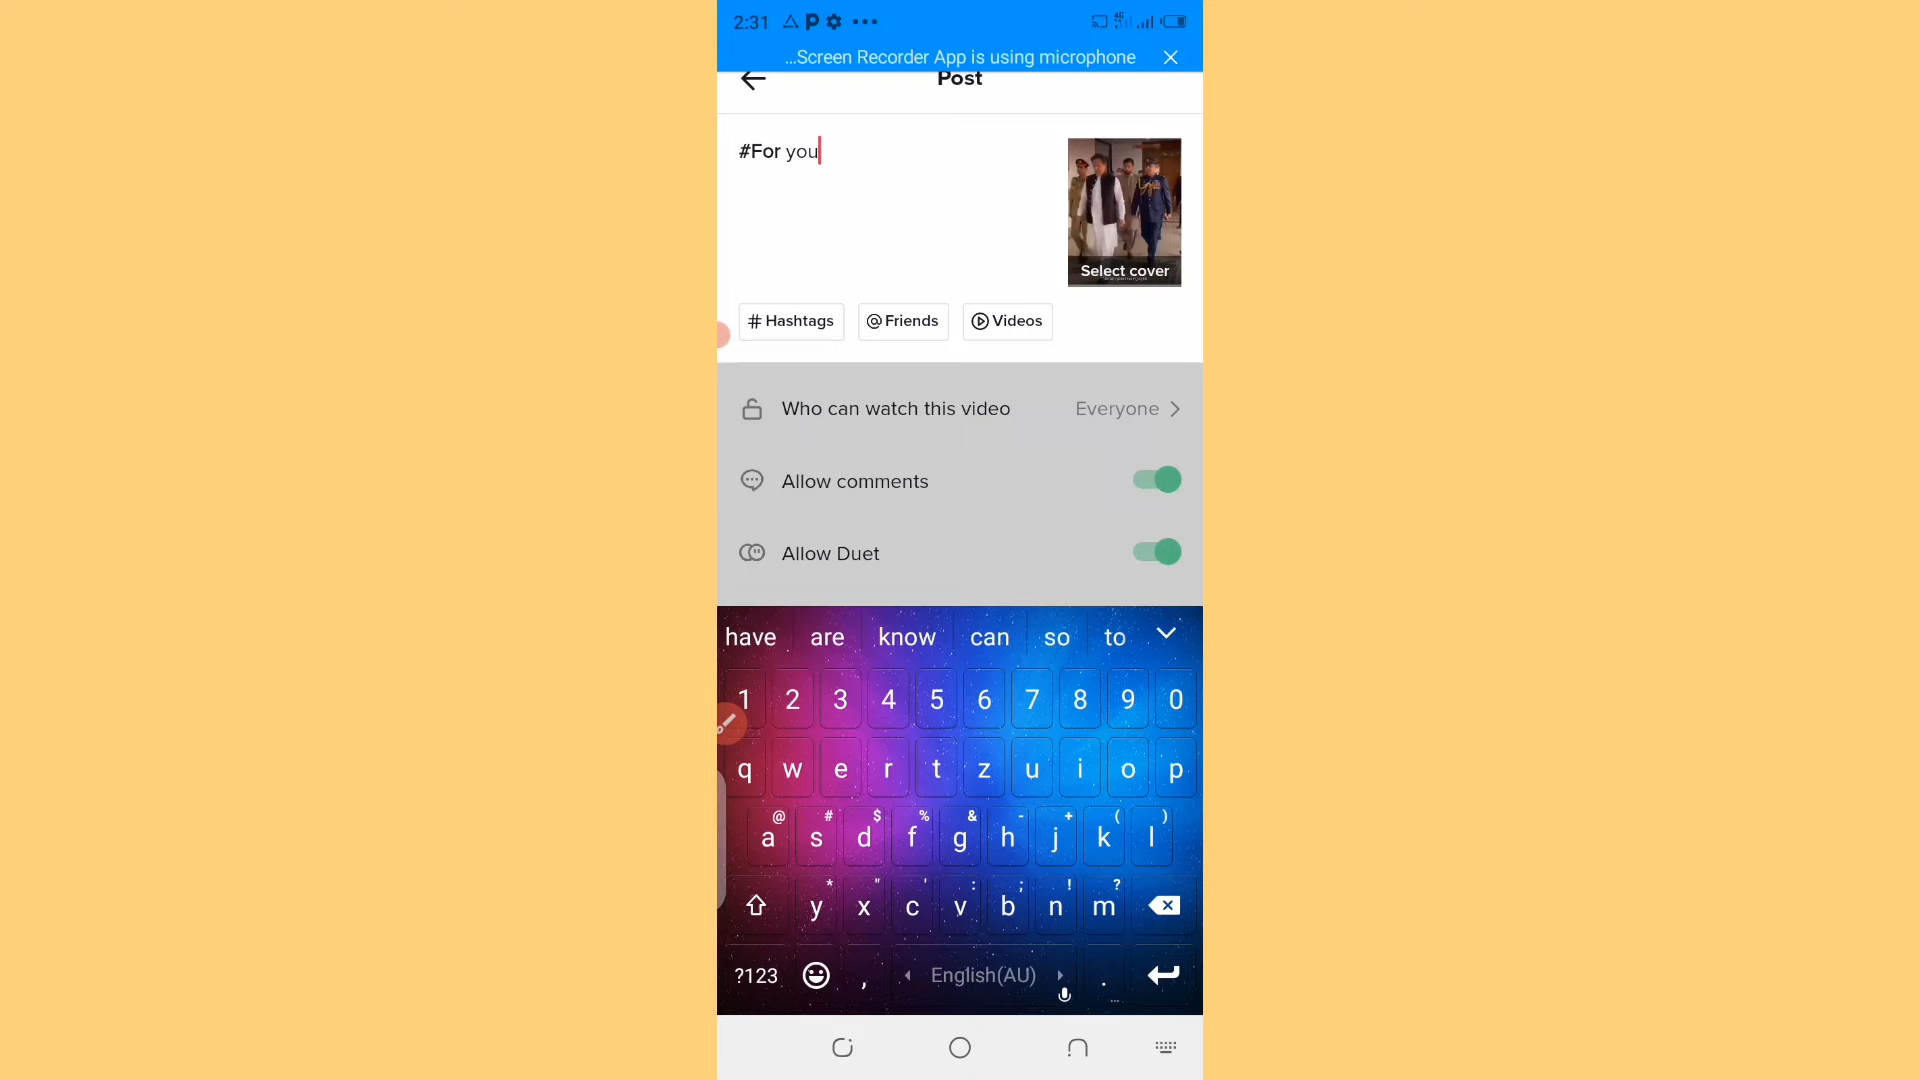 2:31
4G
...Screen Recorder App is using microphone
Post
#For you
Select cover
# Hashtags
@ Friends
Videos
Who can watch this video
Everyone
Allow comments
Allow Duet
have are know can so to
1 2 3 4 5 6 7 8 9 0
q w e r t z u i o p
@ # $ % & - + ( )
a s d f g h j k l
* " ' : ; ! ?
y x c v b n m
?123 , English(AU) . ...